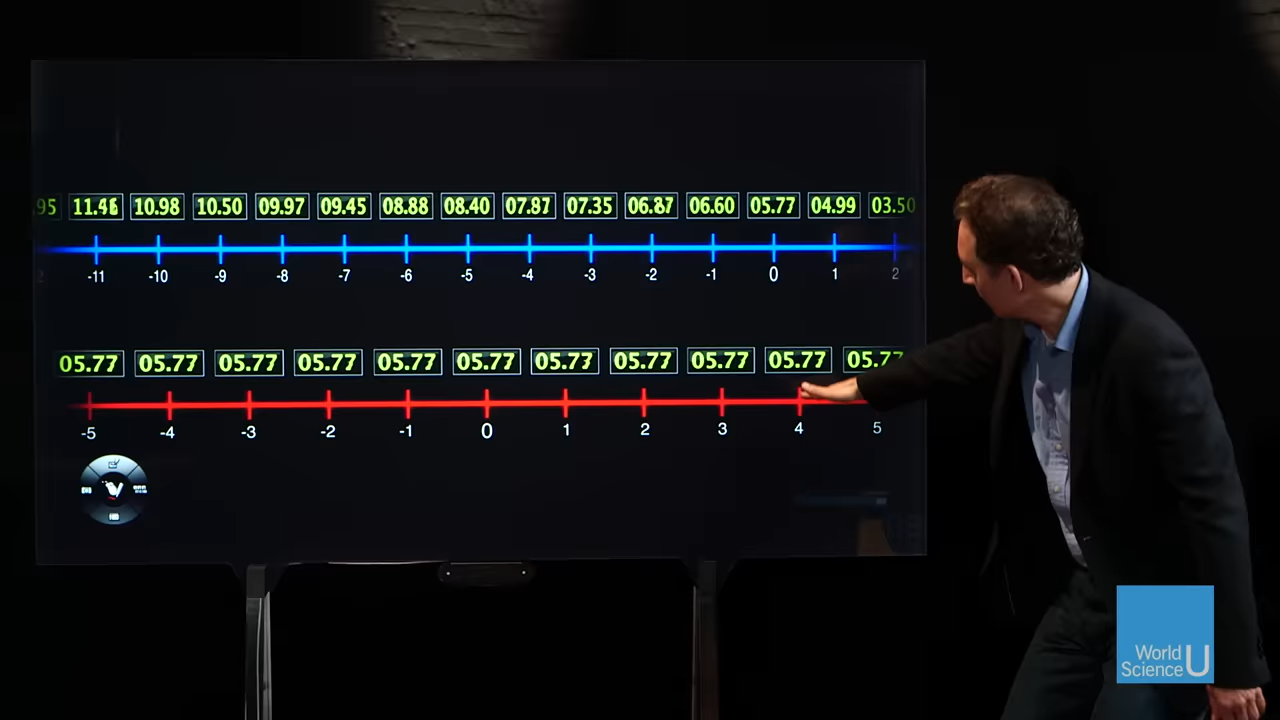 .95 11.46 10.98 10.50 09.97 09.45 08.88 08.40 07.87 07.35 06.87 06.60 05.77 04.99 03.50
-11 -10 -9 -8 -7 -6 -5 -4 -3 -2 -1 0 1 2
05.77 05.77 05.77 05.77 05.77 05.77 05.77 05.77 05.77 05.77 05.77
-5 -4 -3 -2 -1 0 1 2 3 4 5
World
Science U